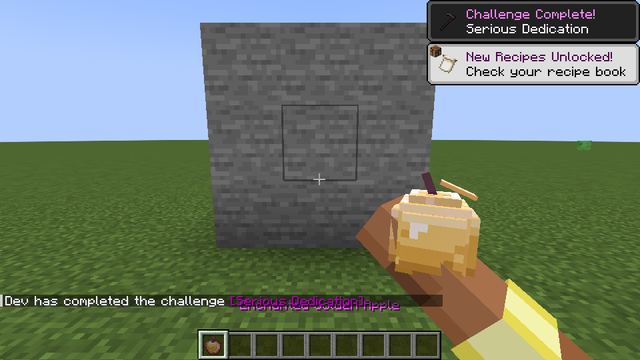 Challenge Complete!
Serious Dedication
New Recipes Unlocked!
Check your recipe book
Dev has completed the challenge [Serious Dedication]
Enchanted Golden Apple